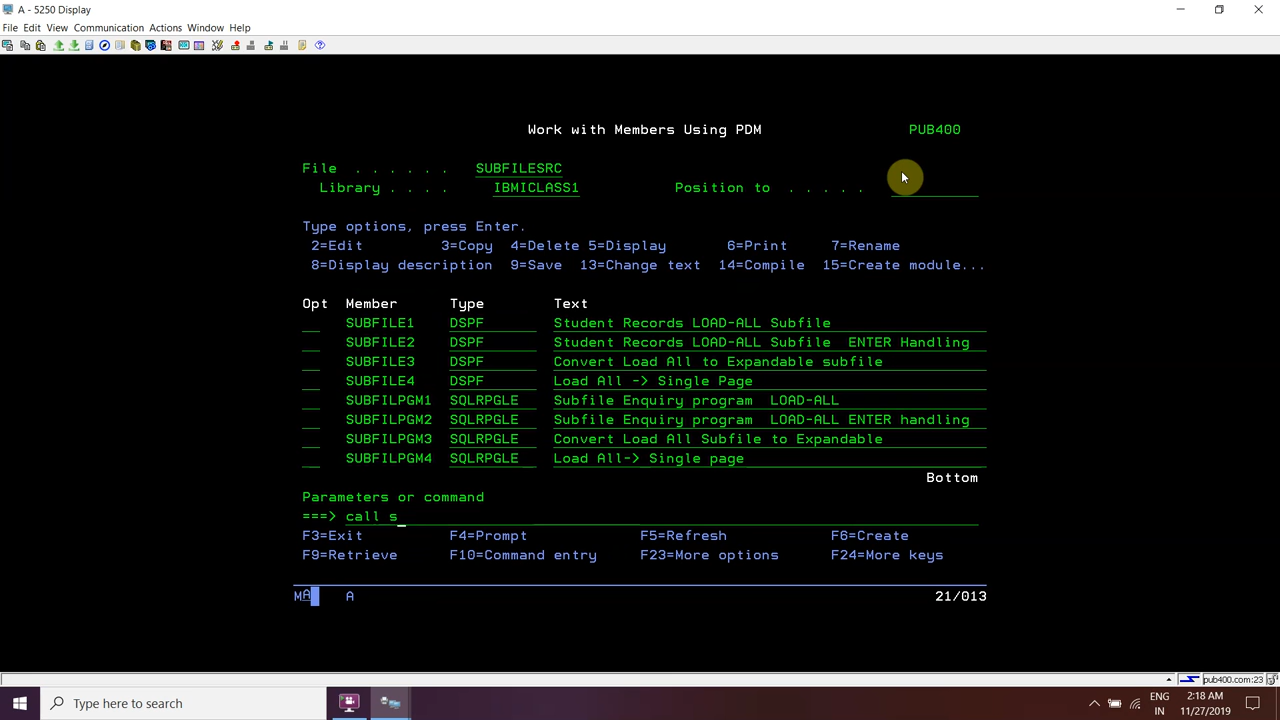 A - 5250 Display
File Edit View Communication Actions Window Help
Work with Members Using PDM PUB400
File . . . . . . SUBFILESRC
Library . . . . IBMICLASS1 Position to . . . . .
Type options, press Enter.
2=Edit 3=Copy 4=Delete 5=Display 6=Print 7=Rename
8=Display description 9=Save 13=Change text 14=Compile 15=Create module...
Opt Member Type Text
SUBFILE1 DSPF Student Records LOAD-ALL Subfile
SUBFILE2 DSPF Student Records LOAD-ALL Subfile ENTER Handling
SUBFILE3 DSPF Convert Load All to Expandable subfile
SUBFILE4 DSPF Load All -> Single Page
SUBFILPGM1 SQLRPGLE Subfile Enquiry program LOAD-ALL
SUBFILPGM2 SQLRPGLE Subfile Enquiry program LOAD-ALL ENTER handling
SUBFILPGM3 SQLRPGLE Convert Load All Subfile to Expandable
SUBFILPGM4 SQLRPGLE Load All-> Single page
Bottom
Parameters or command
===> call s_
F3=Exit F4=Prompt F5=Refresh F6=Create
F9=Retrieve F10=Command entry F23=More options F24=More keys
MA A 21/013
pub400.com:23
Type here to search
ENG
IN
2:18 AM
11/27/2019